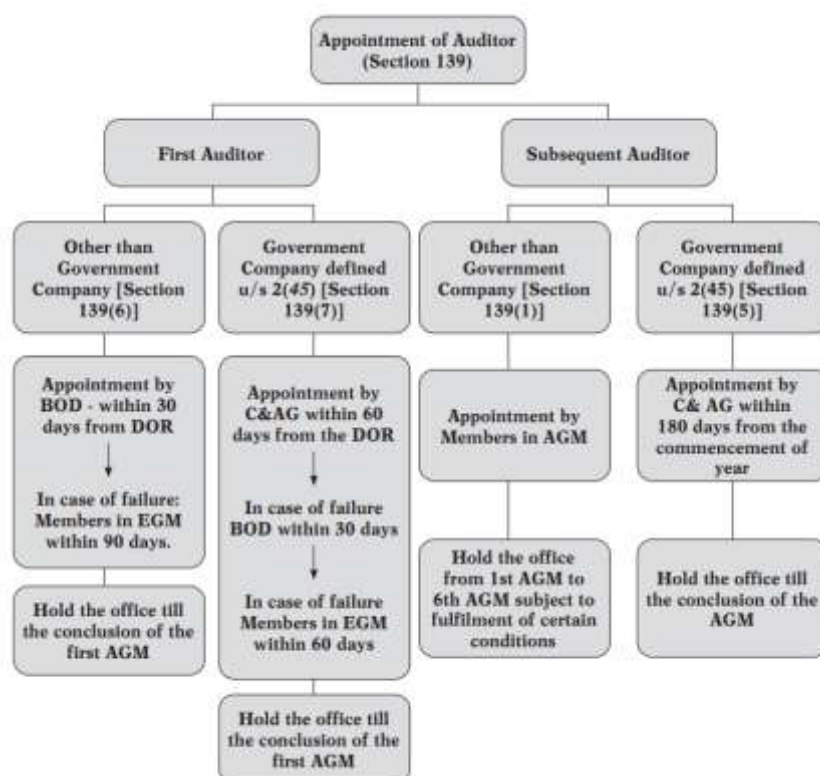 Appointment of Auditor
(Section 139)
First Auditor
Subsequent Auditor
Other than
Government
Company [Section
139(6)]
Government
Company defined
u/s 2(45) [Section
139(7)]
Other than
Government
Company [Section
139(1)]
Government
Company defined
u/s 2(45) [Section
139(5)]
Appointment by
BOD - within 30
days from DOR
In case of failure:
Members in EGM
within 90 days.
Appointment by
C&AG within 60
days from the DOR
In case of failure
BOD within 30 days
In case of failure
Members in EGM
within 60 days
Appointment by
Members in AGM
Appointment by
C& AG within
180 days from the
commencement of
year
Hold the office till
the conclusion of the
first AGM
Hold the office
from 1st AGM to
6th AGM subject to
fulfilment of certain
conditions
Hold the office till
the conclusion of the
AGM
Hold the office till
the conclusion of the
first AGM